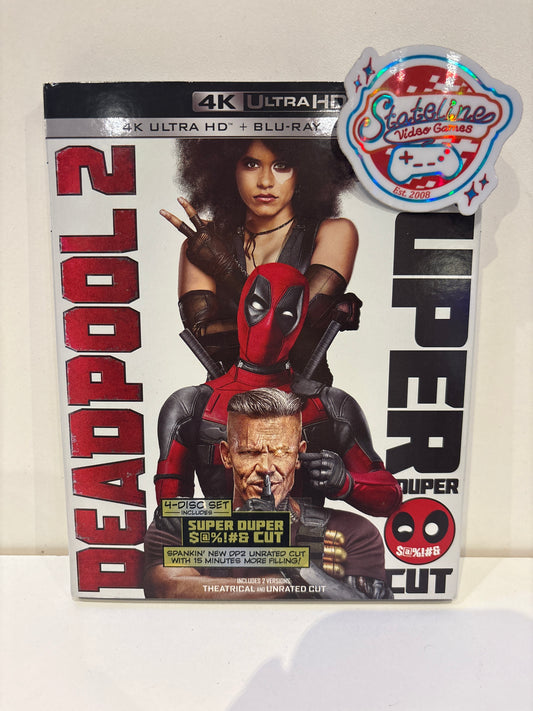 4K ULTRA HD
4K ULTRA HD + BLU-RAY
Stateline
Video Games
Est. 2008
DEADPOOL 2
UPER
DUPER
$@%!#&
CUT
4-DISC SET
INCLUDES
SUPER DUPER
$@%!#& CUT
SPANKIN' NEW DP2 UNRATED CUT
WITH 15 MINUTES MORE FILLING!
INCLUDES 2 VERSIONS:
THEATRICAL AND UNRATED CUT